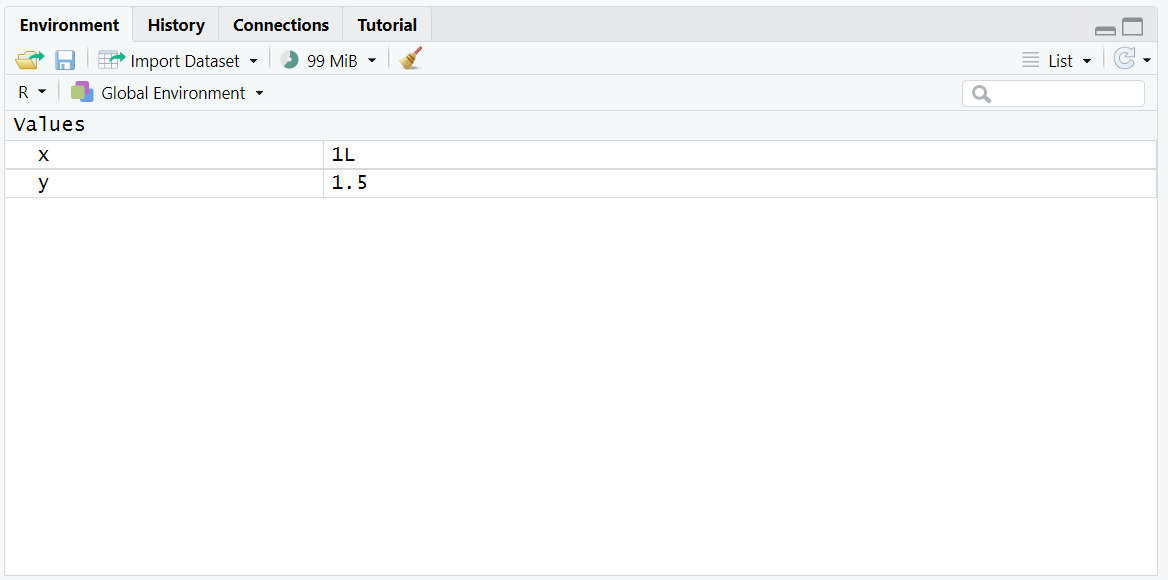 Environment History Connections Tutorial
Import Dataset 99 MiB List
R Global Environment
Values
x 1L
y 1.5